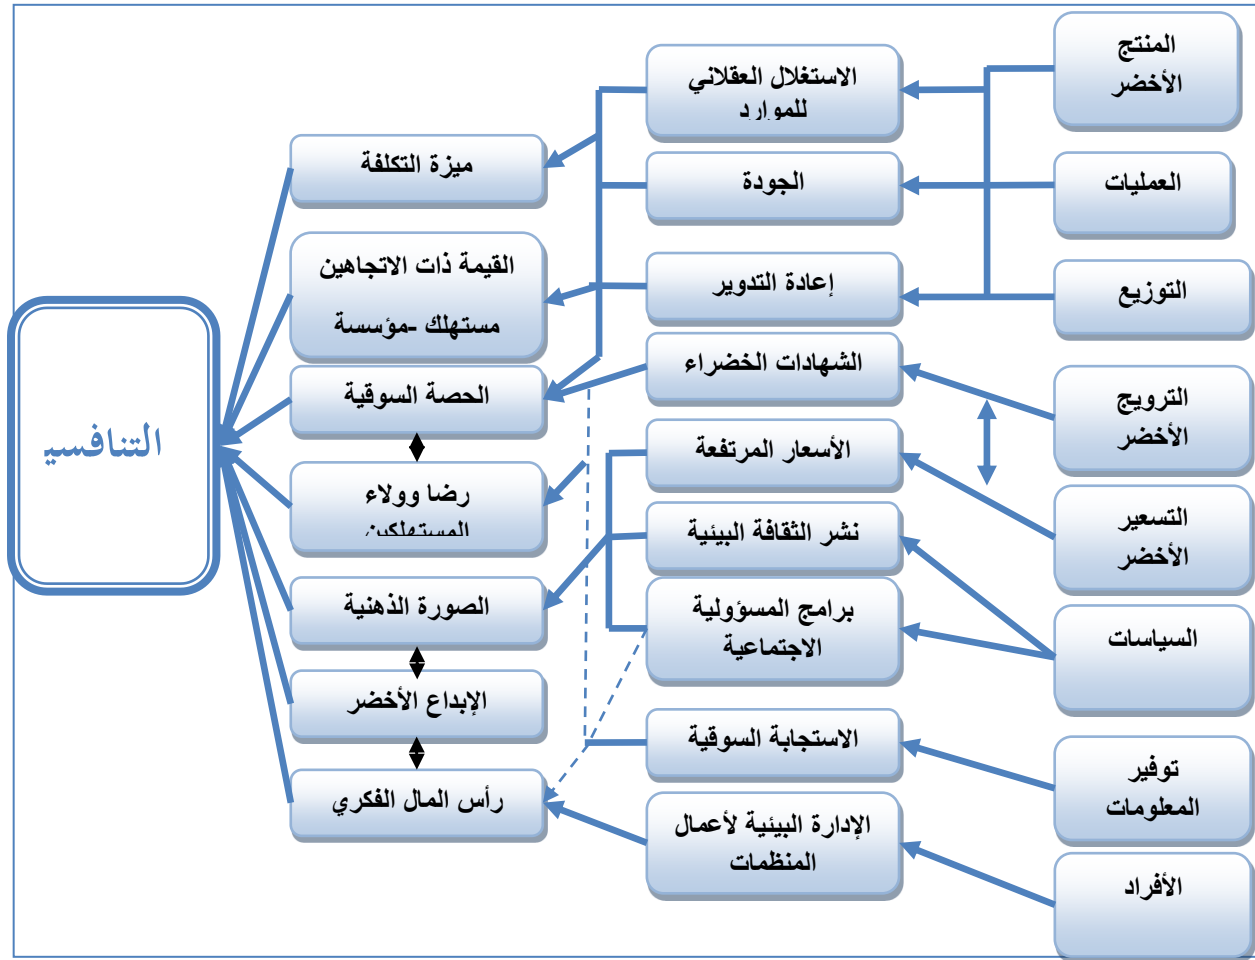 المنتج
الأخضر
العمليات
التوزيع
الترويج
الأخضر
التسعير
الأخضر
السياسات
توفير
المعلومات
الأفراد
الاستغلال العقلاني
للموارد
الجودة
إعادة التدوير
الشهادات الخضراء
الأسعار المرتفعة
نشر الثقافة البيئية
برامج المسؤولية
الاجتماعية
الاستجابة السوقية
الإدارة البيئية لأعمال
المنظمات
ميزة التكلفة
القيمة ذات الاتجاهين
مستهلك -مؤسسة
الحصة السوقية
رضا وولاء
المستهلكين
الصورة الذهنية
الإبداع الأخضر
رأس المال الفكري
التنافسي